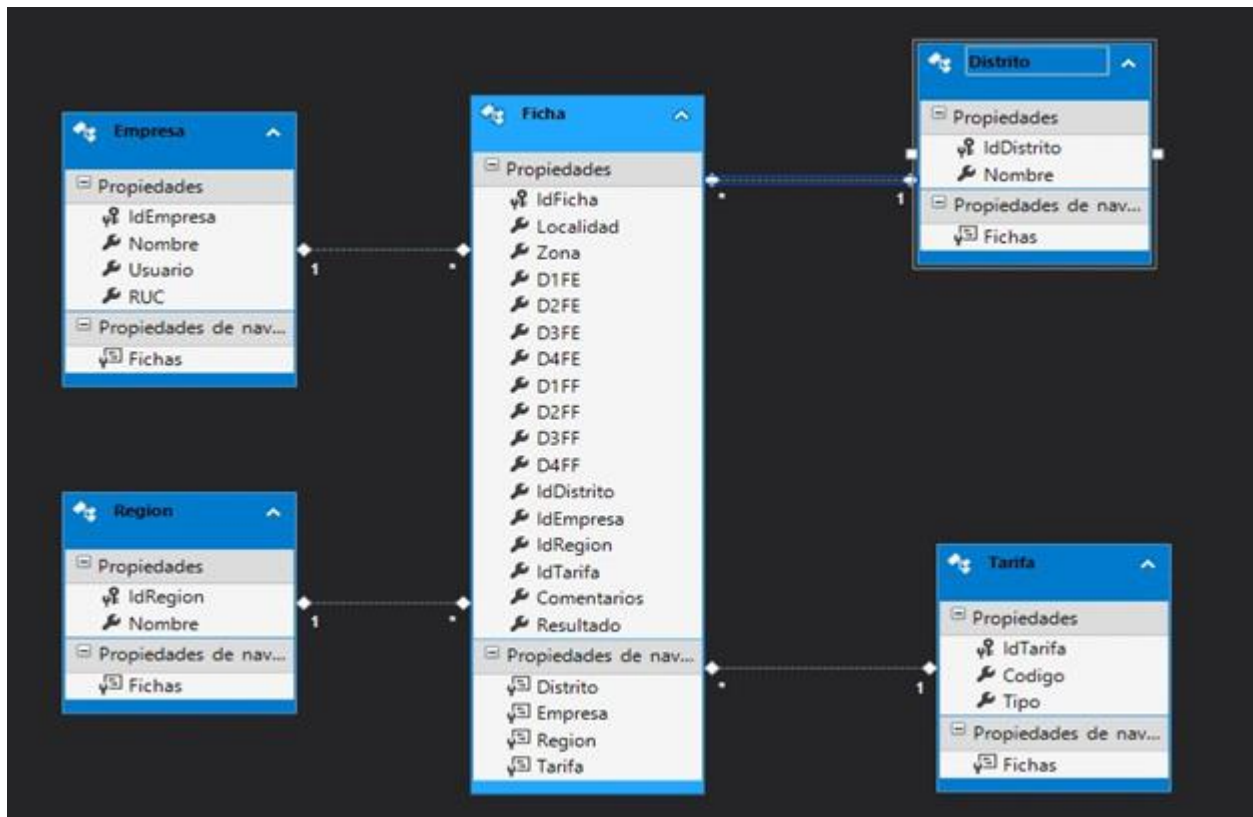 Empresa
Propiedades
IdEmpresa
Nombre
Usuario
RUC
Propiedades de nav...
Fichas
1
*
Region
Propiedades
IdRegion
Nombre
Propiedades de nav...
Fichas
1
*
Ficha
Propiedades
IdFicha
Localidad
Zona
D1FE
D2FE
D3FE
D4FE
D1FF
D2FF
D3FF
D4FF
IdDistrito
IdEmpresa
IdRegion
IdTarifa
Comentarios
Resultado
Propiedades de nav...
Distrito
Empresa
Region
Tarifa
*
1
Distrito
Propiedades
IdDistrito
Nombre
Propiedades de nav...
Fichas
*
1
Tarifa
Propiedades
IdTarifa
Codigo
Tipo
Propiedades de nav...
Fichas